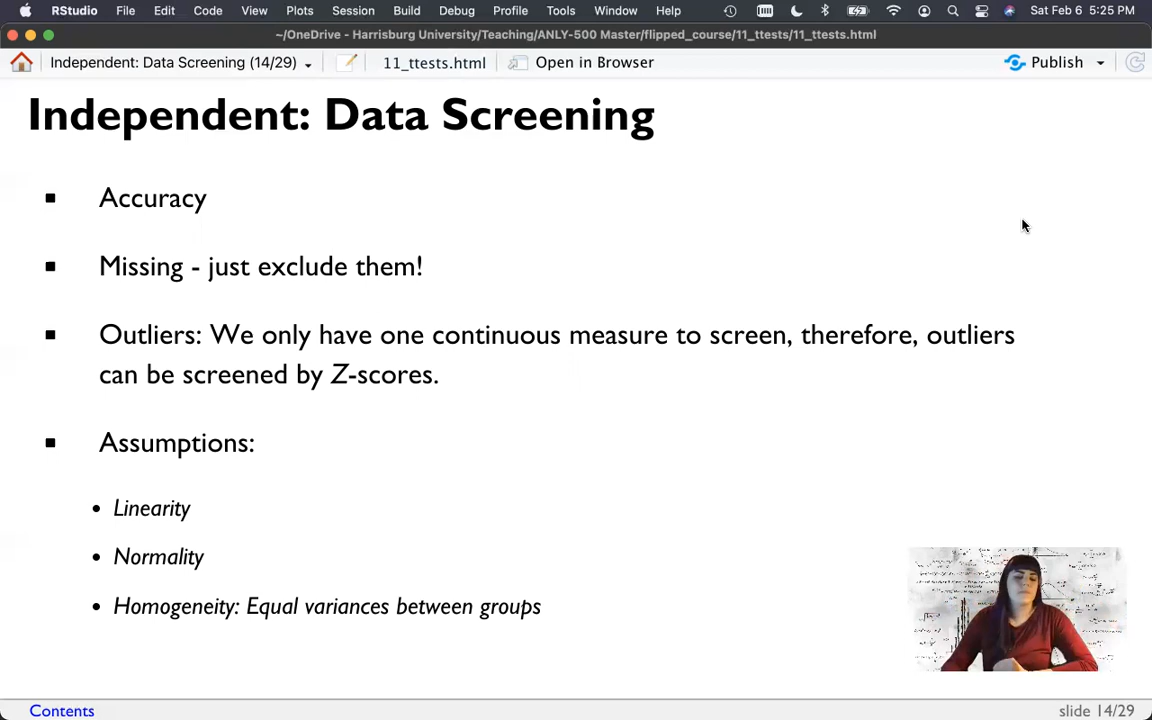 RStudio File Edit Code View Plots Session Build Debug Profile Tools Window Help Sat Feb 6 5:25 PM
~/OneDrive - Harrisburg University/Teaching/ANLY-500 Master/flipped_course/11_ttests/11_ttests.html
Independent: Data Screening (14/29) 11_ttests.html Open in Browser Publish
Independent: Data Screening
Accuracy
Missing - just exclude them!
Outliers: We only have one continuous measure to screen, therefore, outliers
can be screened by Z-scores.
Assumptions:
Linearity
Normality
Homogeneity: Equal variances between groups
Contents slide 14/29